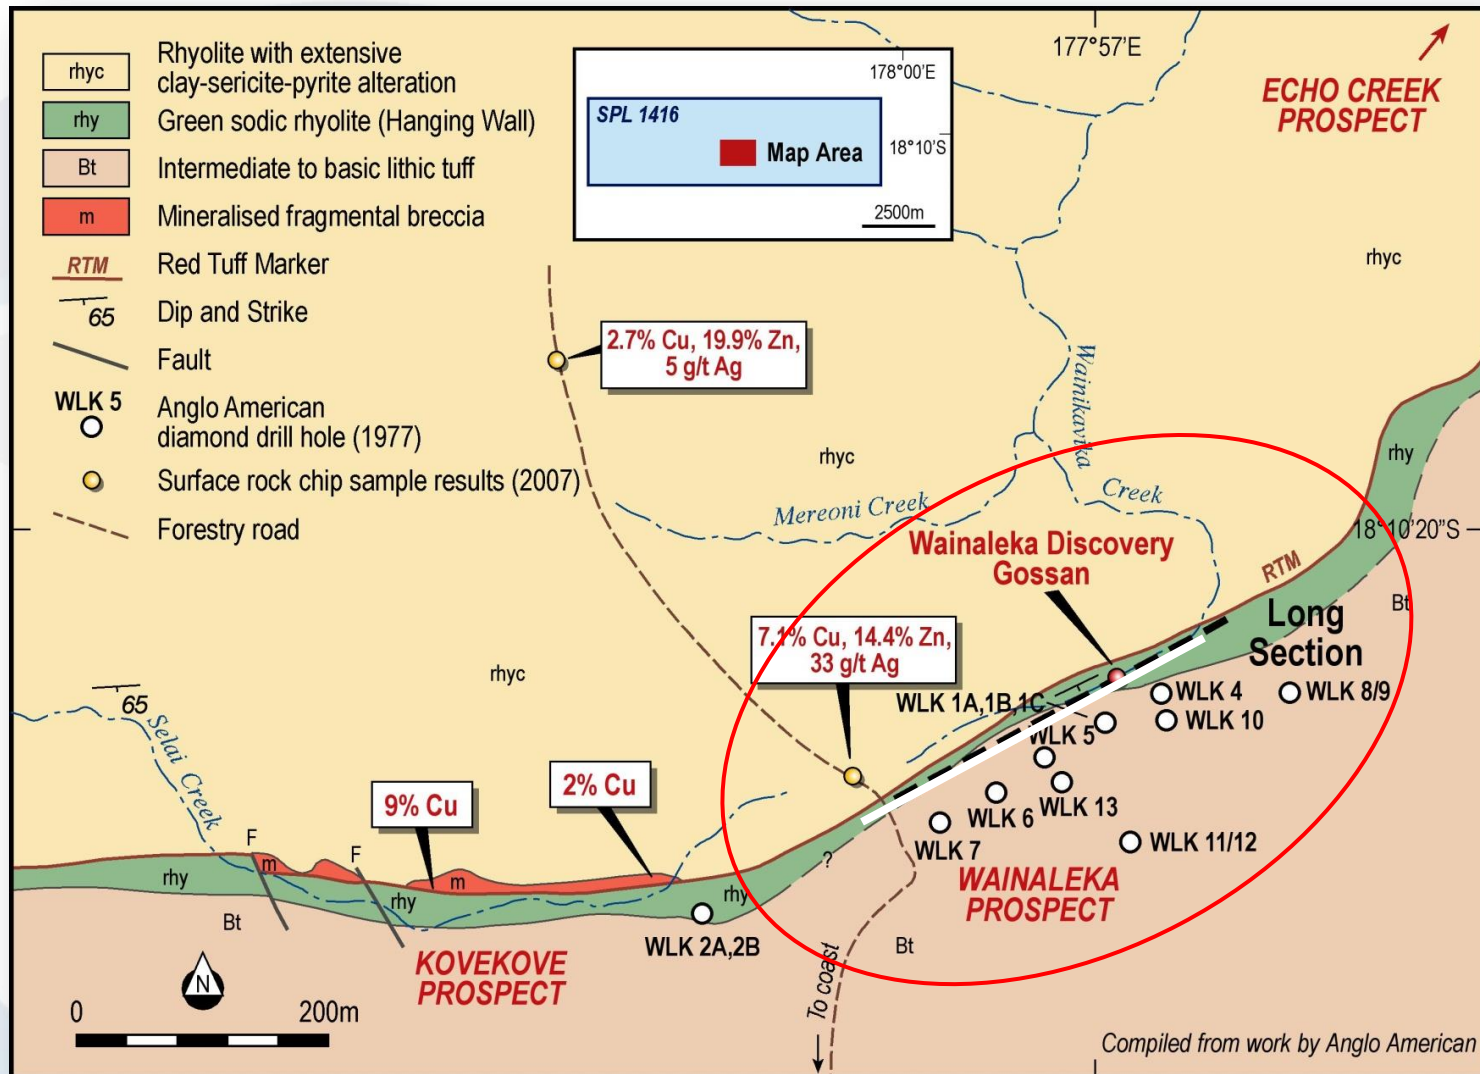 rhyc
Rhyolite with extensive
clay-sericite-pyrite alteration
rhy
Green sodic rhyolite (Hanging Wall)
Bt
Intermediate to basic lithic tuff
m
Mineralised fragmental breccia
RTM
Red Tuff Marker
65
Dip and Strike
Fault
WLK 5
Anglo American
diamond drill hole (1977)
Surface rock chip sample results (2007)
Forestry road
178°00'E
SPL 1416
Map Area
18°10'S
2500m
177°57'E
ECHO CREEK
PROSPECT
rhyc
2.7% Cu, 19.9% Zn,
5 g/t Ag
Wainikavika
Creek
rhyc
rhy
Mereoni Creek
18°10'20"S
Wainaleka Discovery
Gossan
RTM
Bt
Long
Section
7.1% Cu, 14.4% Zn,
33 g/t Ag
rhyc
65
Selai Creek
WLK 1A,1B,1C
WLK 4
WLK 8/9
WLK 10
WLK 5
WLK 13
WLK 6
WLK 7
WLK 11/12
WAINALEKA
PROSPECT
9% Cu
2% Cu
F
m
F
m
?
rhy
rhy
rhy
Bt
WLK 2A,2B
Bt
KOVEKOVE
PROSPECT
To coast
N
0
200m
Compiled from work by Anglo American